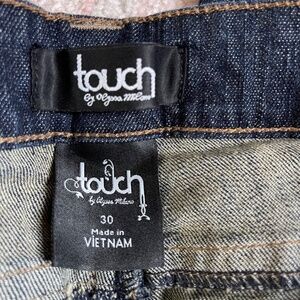 touch
by Alyssa Milano
touch
by Alyssa Milano
30
Made in
VIETNAM